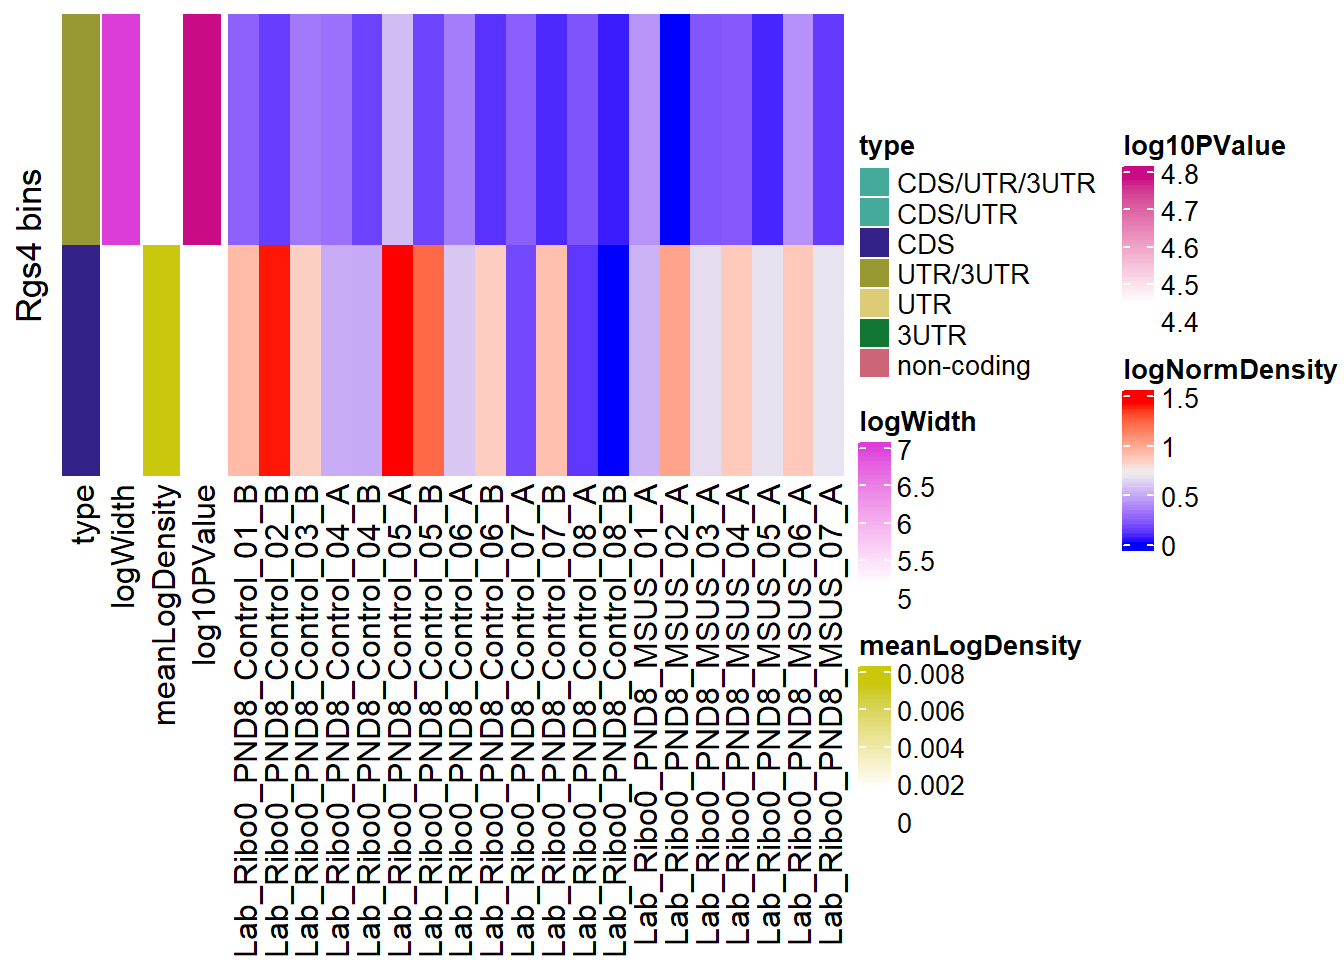 Rgs4 bins
type
logWidth
meanLogDensity
log10PValue
Lab_Ribo0_PND8_Control_01_B
Lab_Ribo0_PND8_Control_02_B
Lab_Ribo0_PND8_Control_03_B
Lab_Ribo0_PND8_Control_04_A
Lab_Ribo0_PND8_Control_04_B
Lab_Ribo0_PND8_Control_05_A
Lab_Ribo0_PND8_Control_05_B
Lab_Ribo0_PND8_Control_06_A
Lab_Ribo0_PND8_Control_06_B
Lab_Ribo0_PND8_Control_07_A
Lab_Ribo0_PND8_Control_07_B
Lab_Ribo0_PND8_Control_08_A
Lab_Ribo0_PND8_Control_08_B
Lab_Ribo0_PND8_MSUS_01_A
Lab_Ribo0_PND8_MSUS_02_A
Lab_Ribo0_PND8_MSUS_03_A
Lab_Ribo0_PND8_MSUS_04_A
Lab_Ribo0_PND8_MSUS_05_A
Lab_Ribo0_PND8_MSUS_06_A
Lab_Ribo0_PND8_MSUS_07_A
type
CDS/UTR/3UTR
CDS/UTR
CDS
UTR/3UTR
UTR
3UTR
non-coding
logWidth
7
6.5
6
5.5
5
meanLogDensity
0.008
0.006
0.004
0.002
0
log10PValue
4.8
4.7
4.6
4.5
4.4
logNormDensity
1.5
1
0.5
0